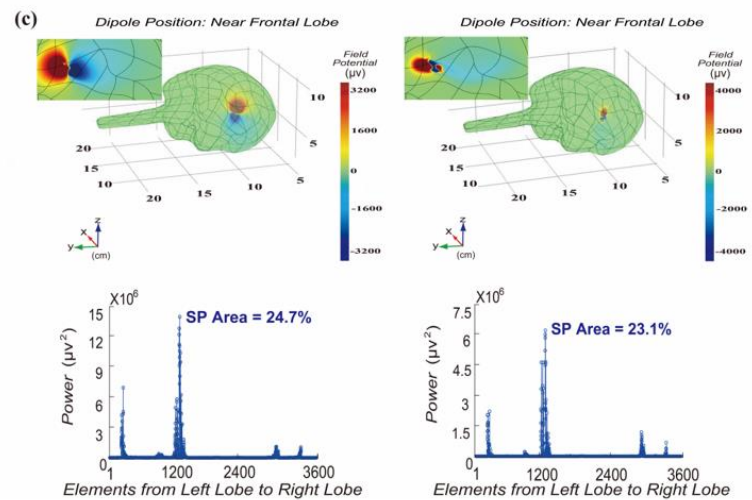 (c)
Dipole Position: Near Frontal Lobe
Field
Potential
(μv)
3200
1600
0
-1600
-3200
10
5
20
15
10
20
15
10
5
z
x
y
(cm)
Dipole Position: Near Frontal Lobe
Field
Potential
(μv)
4000
2000
0
-2000
-4000
10
5
20
15
10
20
15
10
5
z
x
y
(cm)
X10⁶
15
12
9
6
3
0
Power (μv²)
SP Area = 24.7%
1
1200
2400
3600
Elements from Left Lobe to Right Lobe
X10⁶
7.5
6
4.5
3
1.5
0
Power (μv²)
SP Area = 23.1%
1
1200
2400
3600
Elements from Left Lobe to Right Lobe